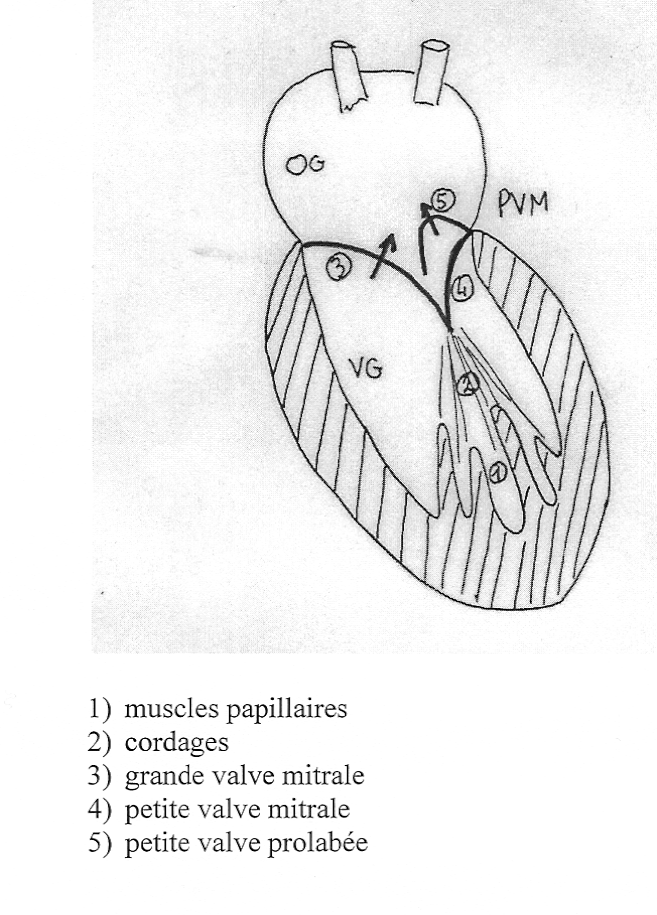 OG
5
PVM
3
4
VG
2
1
1) muscles papillaires
2) cordages
3) grande valve mitrale
4) petite valve mitrale
5) petite valve prolabée